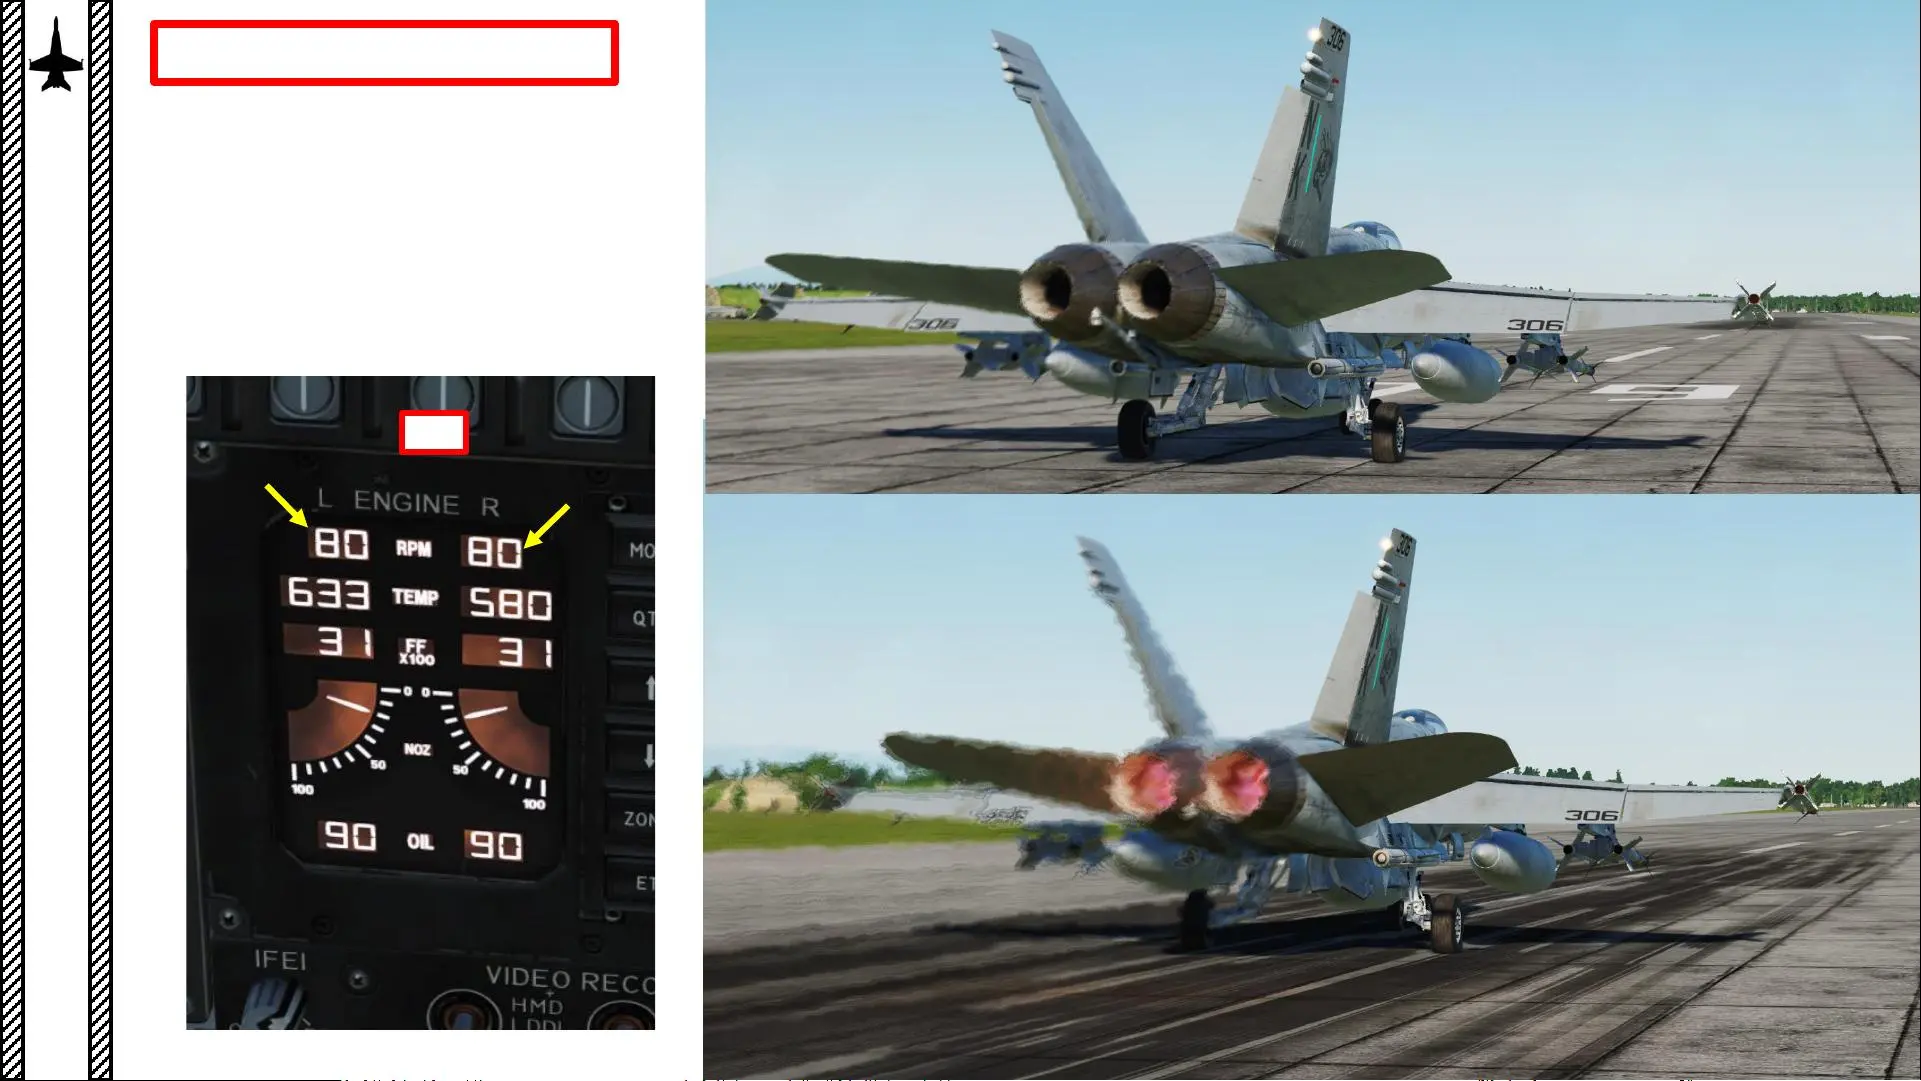 306
306
306
L ENGINE R
80 RPM 80
633 TEMP 580
31 FF X100 31
0 0
NOZ
50 50
100 100
90 OIL 90
MO
QT
ZON
ET
IFEI
VIDEO RECO
HMD
LDDI
306
306